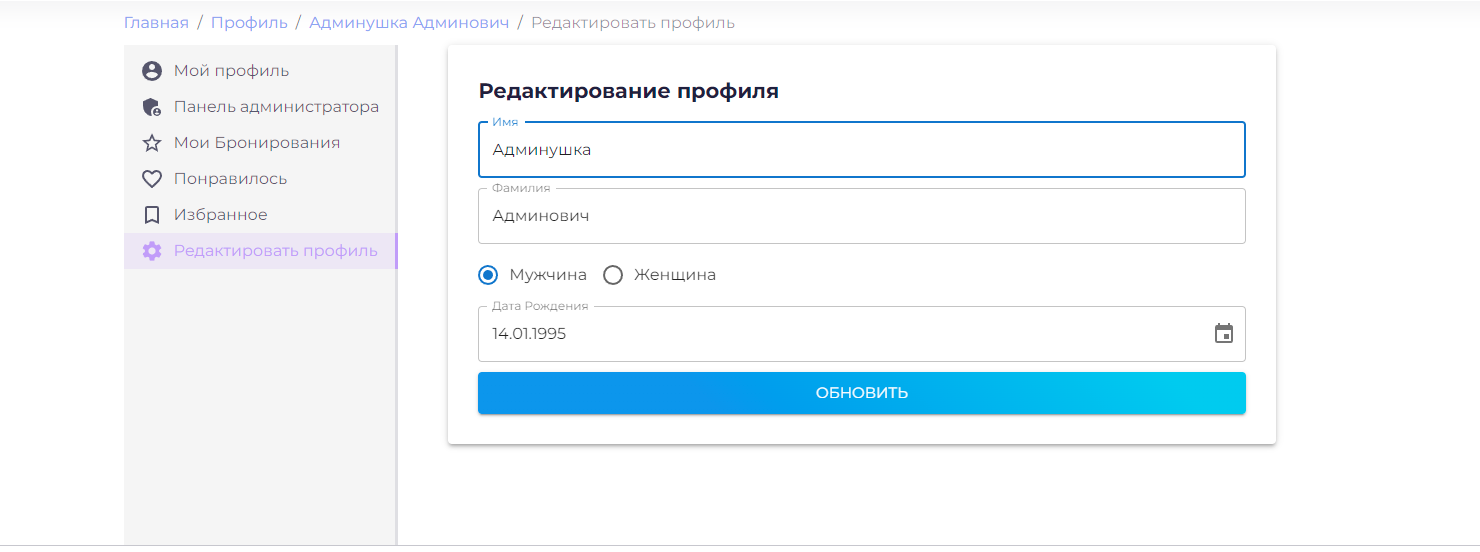 Главная / Профиль / Админушка Админович / Редактировать профиль
Мой профиль
Панель администратора
Мои Бронирования
Понравилось
Избранное
Редактировать профиль
Редактирование профиля
Имя
Админушка
Фамилия
Админович
Мужчина Женщина
Дата Рождения
14.01.1995
ОБНОВИТЬ